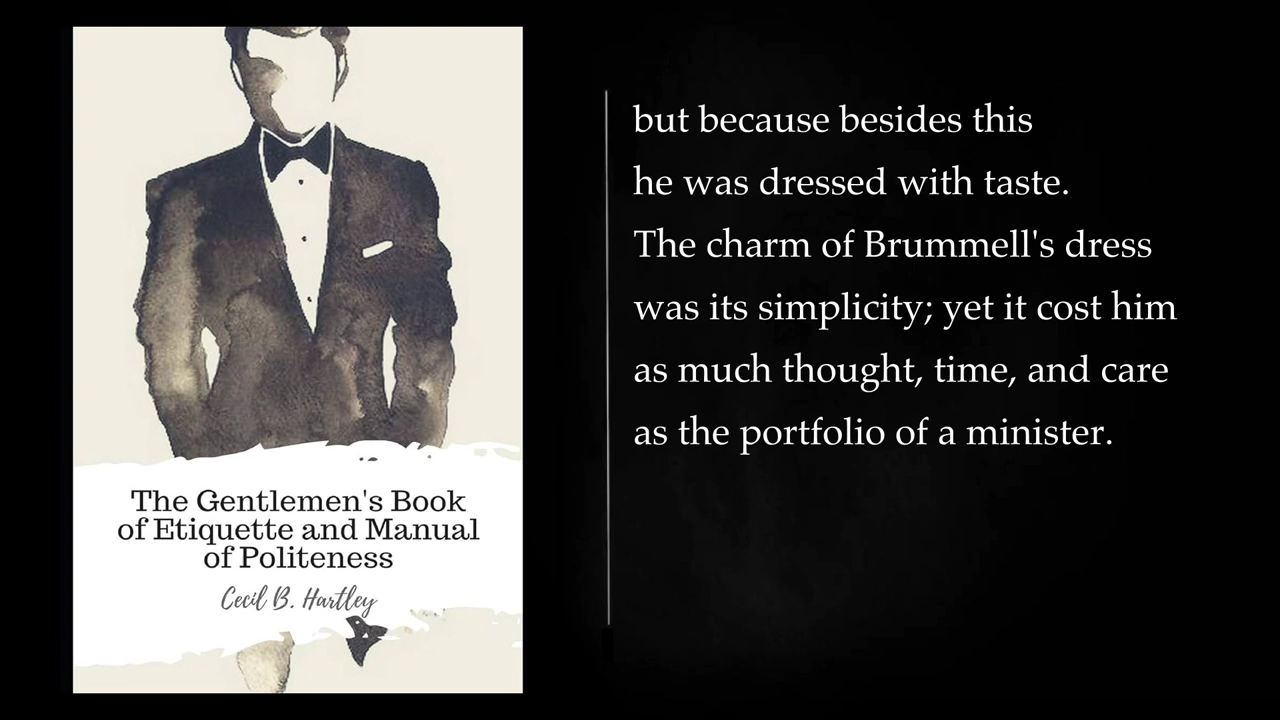 The Gentlemen's Book
of Etiquette and Manual
of Politeness
Cecil B. Hartley
but because besides this
he was dressed with taste.
The charm of Brummell's dress
was its simplicity; yet it cost him
as much thought, time, and care
as the portfolio of a minister.